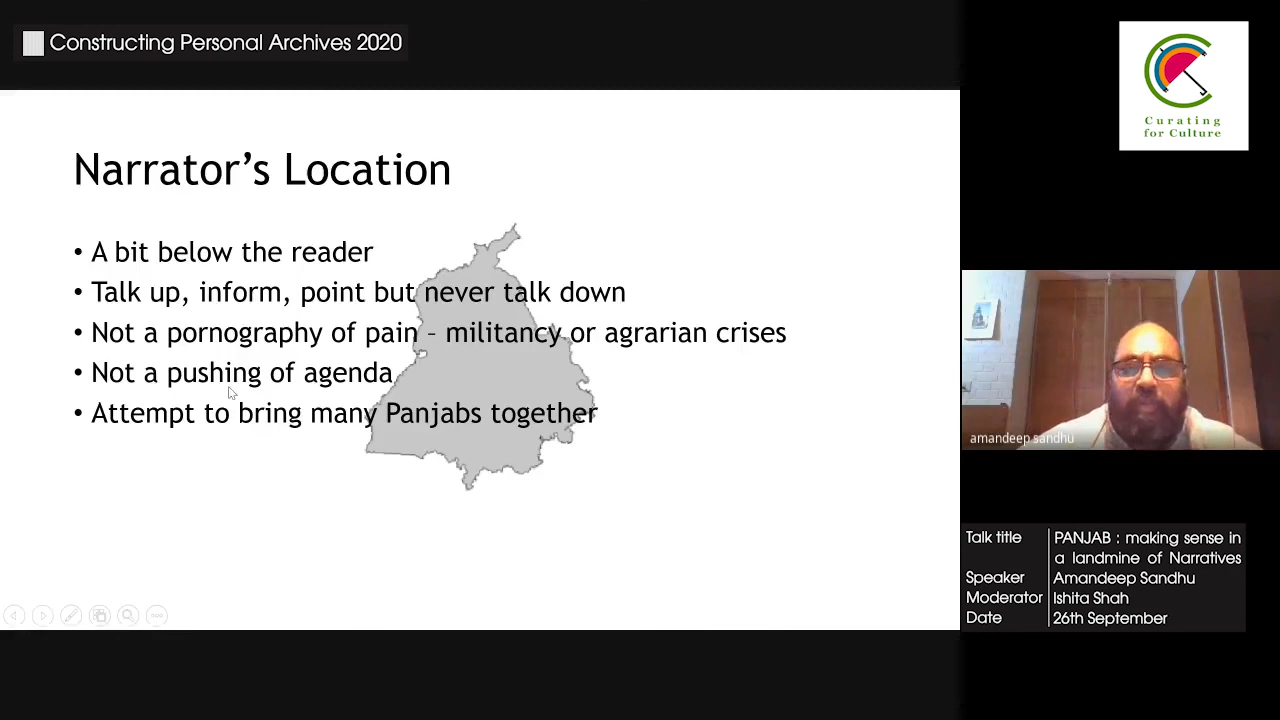 Constructing Personal Archives 2020
Curating
for Culture
Narrator's Location
• A bit below the reader
• Talk up, inform, point but never talk down
• Not a pornography of pain – militancy or agrarian crises
• Not a pushing of agenda
• Attempt to bring many Panjabs together
amandeep sandhu
Talk title PANJAB : making sense in
a landmine of Narratives
Speaker Amandeep Sandhu
Moderator Ishita Shah
Date 26th September